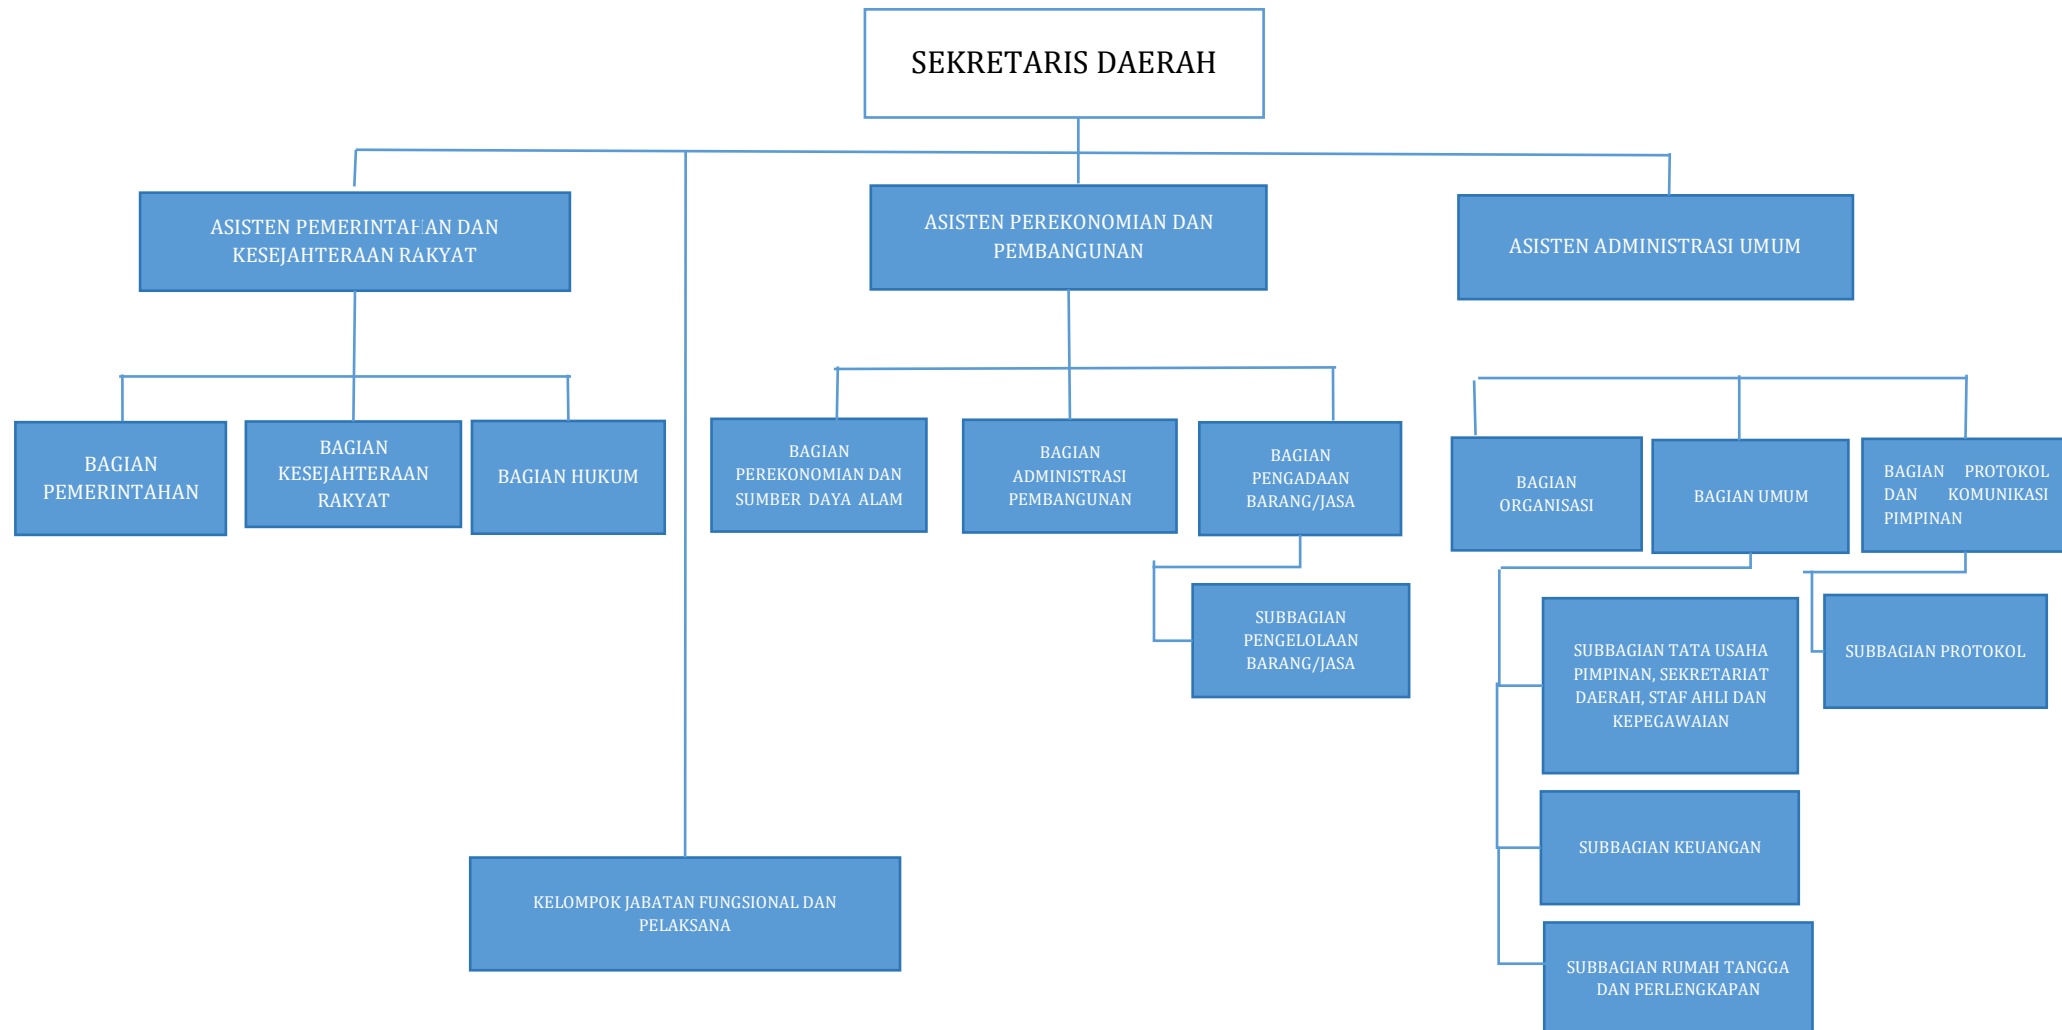 SEKRETARIS DAERAH
ASISTEN PEMERINTAHAN DAN
KESEJAHTERAAN RAKYAT
ASISTEN PEREKONOMIAN DAN
PEMBANGUNAN
ASISTEN ADMINISTRASI UMUM
BAGIAN
PEMERINTAHAN
BAGIAN
KESEJAHTERAAN
RAKYAT
BAGIAN HUKUM
BAGIAN
PEREKONOMIAN DAN
SUMBER DAYA ALAM
BAGIAN
ADMINISTRASI
PEMBANGUNAN
BAGIAN
PENGADAAN
BARANG/JASA
BAGIAN
ORGANISASI
BAGIAN UMUM
BAGIAN PROTOKOL
DAN KOMUNIKASI
PIMPINAN
SUBBAGIAN
PENGELOLAAN
BARANG/JASA
SUBBAGIAN TATA USAHA
PIMPINAN, SEKRETARIAT
DAERAH, STAF AHLI DAN
KEPEGAWAIAN
SUBBAGIAN PROTOKOL
SUBBAGIAN KEUANGAN
KELOMPOK JABATAN FUNGSIONAL DAN
PELAKSANA
SUBBAGIAN RUMAH TANGGA
DAN PERLENGKAPAN